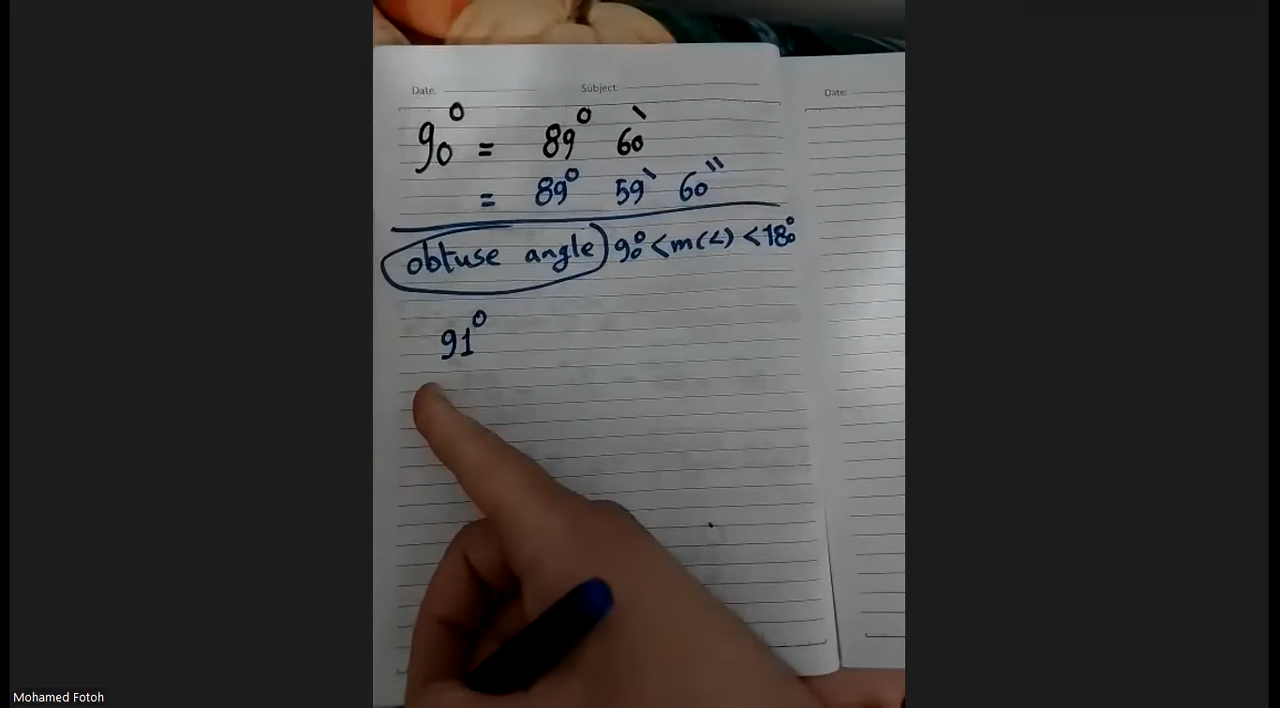 Date: Subject:
Date:
90° = 89° 60`
= 89° 59` 60``
obtuse angle 90° < m(∠) < 180°
91°
Mohamed Fotoh